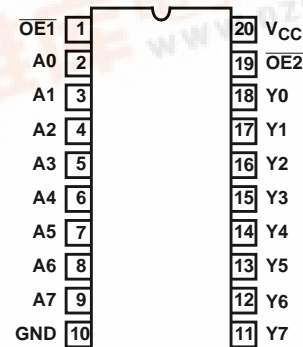 O̅E̅1̅ 1 20 VCC
A0 2 19 O̅E̅2̅
A1 3 18 Y0
A2 4 17 Y1
A3 5 16 Y2
A4 6 15 Y3
A5 7 14 Y4
A6 8 13 Y5
A7 9 12 Y6
GND 10 11 Y7